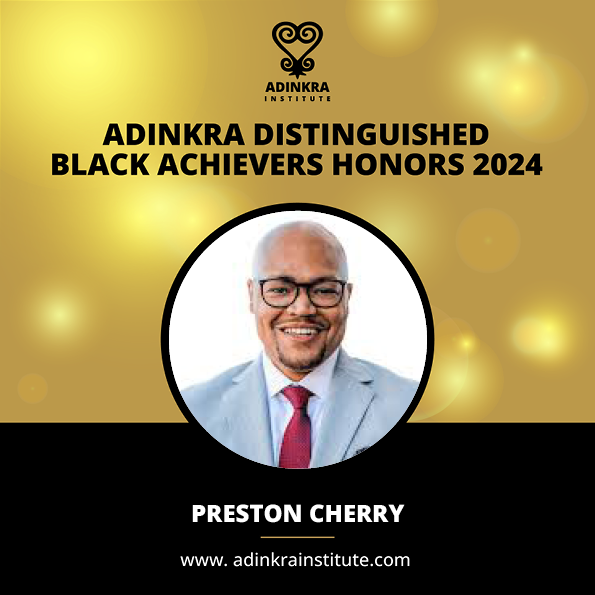 ADINKRA
INSTITUTE
ADINKRA DISTINGUISHED
BLACK ACHIEVERS HONORS 2024
PRESTON CHERRY
www. adinkrainstitute.com